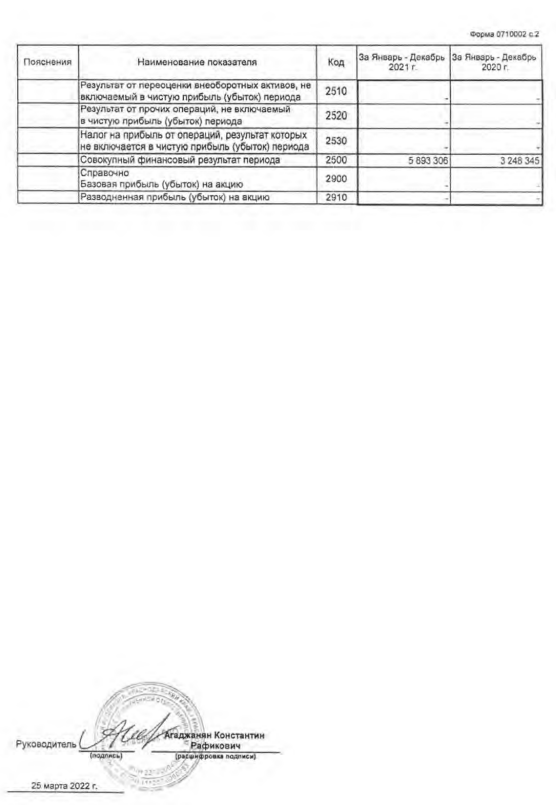 Форма 0710002 с.2
Пояснения Наименование показателя Код За Январь - Декабрь 2021 г. За Январь - Декабрь 2020 г.
Результат от переоценки внеоборотных активов, не
включаемый в чистую прибыль (убыток) периода 2510 - -
Результат от прочих операций, не включаемый
в чистую прибыль (убыток) периода 2520 - -
Налог на прибыль от операций, результат которых
не включается в чистую прибыль (убыток) периода 2530 - -
Совокупный финансовый результат периода 2500 5 693 306 3 248 345
Справочно
Базовая прибыль (убыток) на акцию 2900 - -
Разводненная прибыль (убыток) на акцию 2910 - -
Руководитель
(подпись)
Агаджанян Константин
Рафикович
(расшифровка подписи)
25 марта 2022 г.